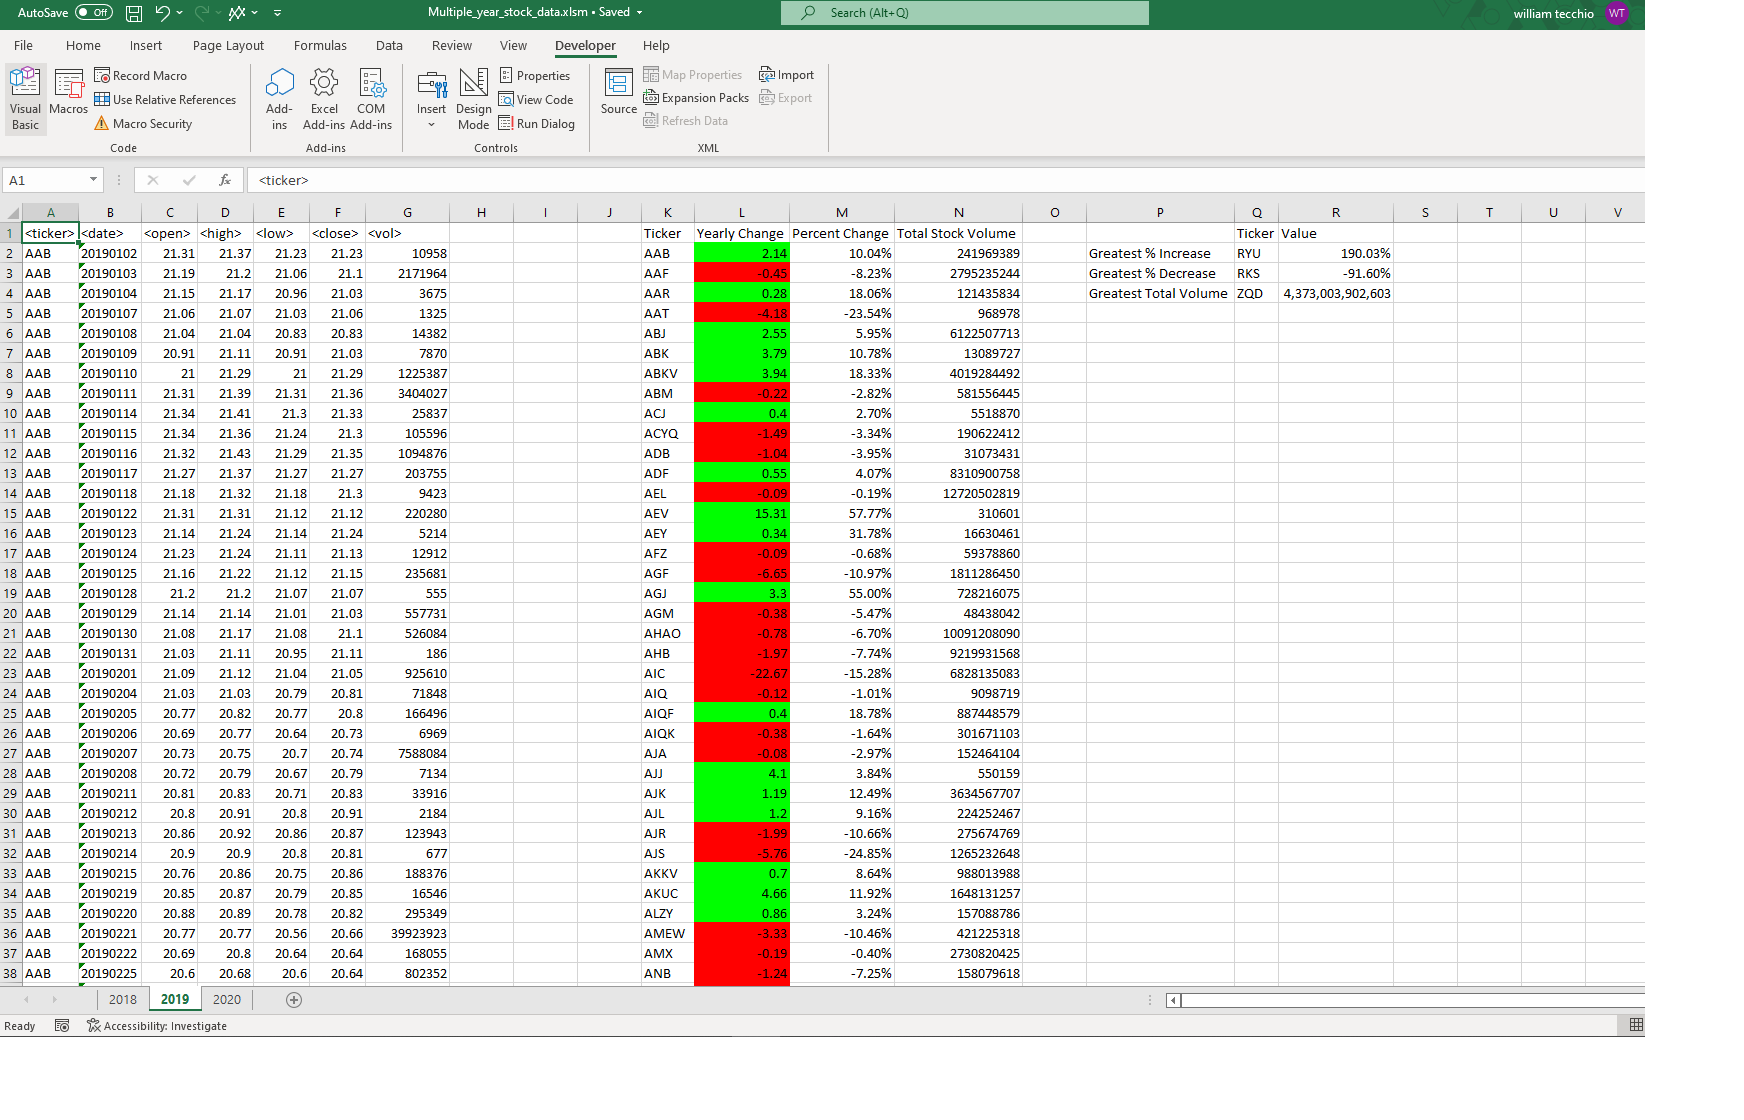 AutoSave Off Multiple_year_stock_data.xlsm • Saved Search (Alt+Q) william tecchio WT
File Home Insert Page Layout Formulas Data Review View Developer Help
Visual Basic
Macros
Record Macro
Use Relative References
Macro Security
Code
Add-ins
Excel Add-ins
COM Add-ins
Add-ins
Insert
Design Mode
Properties
View Code
Run Dialog
Controls
Source
Map Properties
Expansion Packs
Refresh Data
Import
Export
XML
A1 fx <ticker>
A B C D E F G H I J K L M N O P Q R S T U V
1 <ticker> <date> <open> <high> <low> <close> <vol> Ticker Yearly Change Percent Change Total Stock Volume Ticker Value
2 AAB 20190102 21.31 21.37 21.23 21.23 10958 AAB 2.14 10.04% 241969389 Greatest % Increase RYU 190.03%
3 AAB 20190103 21.19 21.2 21.06 21.1 2171964 AAF -0.45 -8.23% 2795235244 Greatest % Decrease RKS -91.60%
4 AAB 20190104 21.15 21.17 20.96 21.03 3675 AAR 0.28 18.06% 121435834 Greatest Total Volume ZQD 4,373,003,902,603
5 AAB 20190107 21.06 21.07 21.03 21.06 1325 AAT -4.18 -23.54% 968978
6 AAB 20190108 21.04 21.04 20.83 20.83 14382 ABJ 2.55 5.95% 6122507713
7 AAB 20190109 20.91 21.11 20.91 21.03 7870 ABK 3.79 10.78% 13089727
8 AAB 20190110 21 21.29 21 21.29 1225387 ABKV 3.94 18.33% 4019284492
9 AAB 20190111 21.31 21.39 21.31 21.36 3404027 ABM -0.22 -2.82% 581556445
10 AAB 20190114 21.34 21.41 21.3 21.33 25837 ACJ 0.4 2.70% 5518870
11 AAB 20190115 21.34 21.36 21.24 21.3 105596 ACYQ -1.49 -3.34% 190622412
12 AAB 20190116 21.32 21.43 21.29 21.35 1094876 ADB -1.04 -3.95% 31073431
13 AAB 20190117 21.27 21.37 21.27 21.27 203755 ADF 0.55 4.07% 8310900758
14 AAB 20190118 21.18 21.32 21.18 21.3 9423 AEL -0.09 -0.19% 12720502819
15 AAB 20190122 21.31 21.31 21.12 21.12 220280 AEV 15.31 57.77% 310601
16 AAB 20190123 21.14 21.24 21.14 21.24 5214 AEY 0.34 31.78% 16630461
17 AAB 20190124 21.23 21.24 21.11 21.13 12912 AFZ -0.09 -0.68% 59378860
18 AAB 20190125 21.16 21.22 21.12 21.15 235681 AGF -6.65 -10.97% 1811286450
19 AAB 20190128 21.2 21.2 21.07 21.07 555 AGJ 3.3 55.00% 728216075
20 AAB 20190129 21.14 21.14 21.01 21.03 557731 AGM -0.38 -5.47% 48438042
21 AAB 20190130 21.08 21.17 21.08 21.1 526084 AHAO -0.78 -6.70% 10091208090
22 AAB 20190131 21.03 21.11 20.95 21.11 186 AHB -1.97 -7.74% 9219931568
23 AAB 20190201 21.09 21.12 21.04 21.05 925610 AIC -22.67 -15.28% 6828135083
24 AAB 20190204 21.03 21.03 20.79 20.81 71848 AIQ -0.12 -1.01% 9098719
25 AAB 20190205 20.77 20.82 20.77 20.8 166496 AIQF 0.4 18.78% 887448579
26 AAB 20190206 20.69 20.77 20.64 20.73 6969 AIQK -0.38 -1.64% 301671103
27 AAB 20190207 20.73 20.75 20.7 20.74 7588084 AJA -0.08 -2.97% 152464104
28 AAB 20190208 20.72 20.79 20.67 20.79 7134 AJJ 4.1 3.84% 550159
29 AAB 20190211 20.81 20.83 20.71 20.83 33916 AJK 1.19 12.49% 3634567707
30 AAB 20190212 20.8 20.91 20.8 20.91 2184 AJL 1.2 9.16% 224252467
31 AAB 20190213 20.86 20.92 20.86 20.87 123943 AJR -1.99 -10.66% 275674769
32 AAB 20190214 20.9 20.9 20.8 20.81 677 AJS -5.76 -24.85% 1265232648
33 AAB 20190215 20.76 20.86 20.75 20.86 188376 AKKV 0.7 8.64% 988013988
34 AAB 20190219 20.85 20.87 20.79 20.85 16546 AKUC 4.66 11.92% 1648131257
35 AAB 20190220 20.88 20.89 20.78 20.82 295349 ALZY 0.86 3.24% 157088786
36 AAB 20190221 20.77 20.77 20.56 20.66 39923923 AMEW -3.33 -10.46% 421225318
37 AAB 20190222 20.69 20.8 20.64 20.64 168055 AMX -0.19 -0.40% 2730820425
38 AAB 20190225 20.6 20.68 20.6 20.64 802352 ANB -1.24 -7.25% 158079618
2018 2019 2020
Ready Accessibility: Investigate